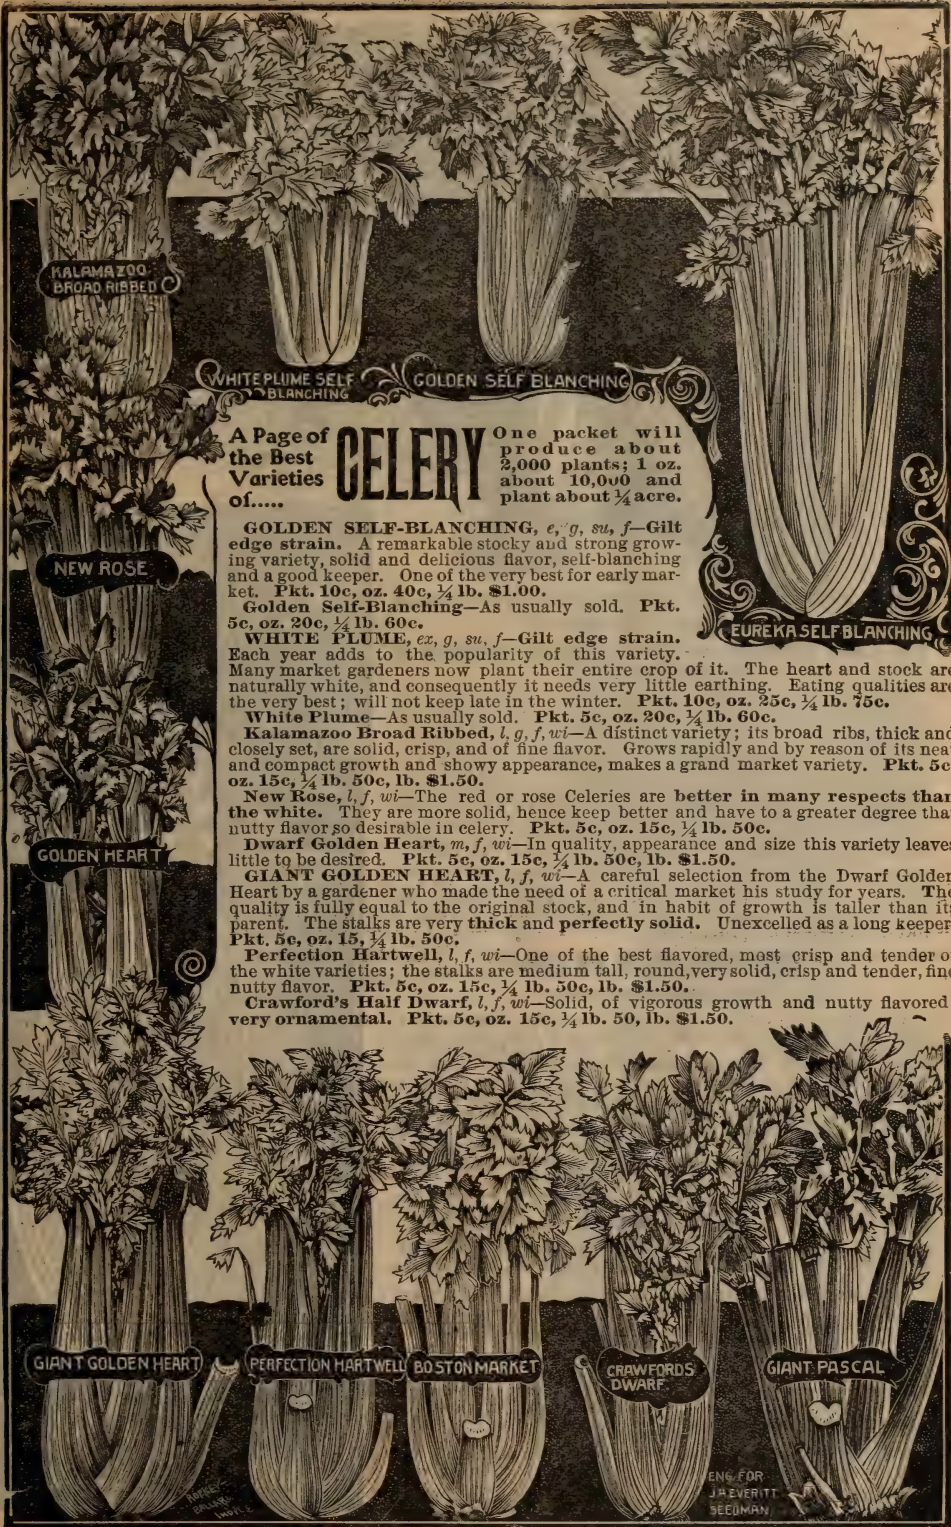 KALAMAZOO
BROAD RIBBED
WHITE PLUME SELF
BLANCHING
GOLDEN SELF BLANCHING
NEW ROSE
EUREKA SELF BLANCHING
GOLDEN HEART
A Page of
the Best
Varieties
of.....
CELERY
One packet will
produce about
2,000 plants; 1 oz.
about 10,000 and
plant about ¼ acre.
GOLDEN SELF-BLANCHING, e, g, su, f—Gilt
edge strain. A remarkable stocky and strong grow-
ing variety, solid and delicious flavor, self-blanching
and a good keeper. One of the very best for early mar-
ket. Pkt. 10c, oz. 40c, ¼ lb. $1.00.
Golden Self-Blanching—As usually sold. Pkt.
5c, oz. 20c, ¼ lb. 60c.
WHITE PLUME, ex, g, su, f—Gilt edge strain.
Each year adds to the popularity of this variety.
Many market gardeners now plant their entire crop of it. The heart and stock are
naturally white, and consequently it needs very little earthing. Eating qualities are
the very best; will not keep late in the winter. Pkt. 10c, oz. 25c, ¼ lb. 75c.
White Plume—As usually sold. Pkt. 5c, oz. 20c, ¼ lb. 60c.
Kalamazoo Broad Ribbed, l, g, f, wi—A distinct variety; its broad ribs, thick and
closely set, are solid, crisp, and of fine flavor. Grows rapidly and by reason of its nea
and compact growth and showy appearance, makes a grand market variety. Pkt. 5c
oz. 15c, ¼ lb. 50c, lb. $1.50.
New Rose, l, f, wi—The red or rose Celeries are better in many respects than
the white. They are more solid, hence keep better and have to a greater degree tha
nutty flavor so desirable in celery. Pkt. 5c, oz. 15c, ¼ lb. 50c.
Dwarf Golden Heart, m, f, wi—In quality, appearance and size this variety leaves
little to be desired. Pkt. 5c, oz. 15c, ¼ lb. 50c, lb. $1.50.
GIANT GOLDEN HEART, l, f, wi—A careful selection from the Dwarf Golden
Heart by a gardener who made the need of a critical market his study for years. The
quality is fully equal to the original stock, and in habit of growth is taller than its
parent. The stalks are very thick and perfectly solid. Unexcelled as a long keeper
Pkt. 5c, oz. 15, ¼ lb. 50c.
Perfection Hartwell, l, f, wi—One of the best flavored, most crisp and tender o
the white varieties; the stalks are medium tall, round, very solid, crisp and tender, fine
nutty flavor. Pkt. 5c, oz. 15c, ¼ lb. 50c, lb. $1.50.
Crawford's Half Dwarf, l, f, wi—Solid, of vigorous growth and nutty flavored
very ornamental. Pkt. 5c, oz. 15c, ¼ lb. 50, lb. $1.50.
GIANT GOLDEN HEART
PERFECTION HARTWELL
BOSTON MARKET
CRAWFORDS
DWARF
GIANT PASCAL
ENG FOR
J.A. EVERITT
SEEDMAN